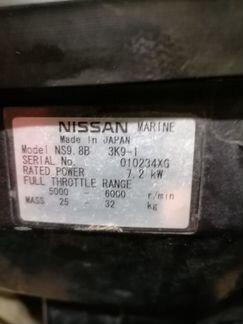 NISSAN MARINE
Made in JAPAN
Model NS9.8B 3K9-I
SERIAL No. 010234XG
RATED POWER 7.2 kW
FULL THROTTLE RANGE
5000 - 6000 r/min
MASS 25 - 32 kg